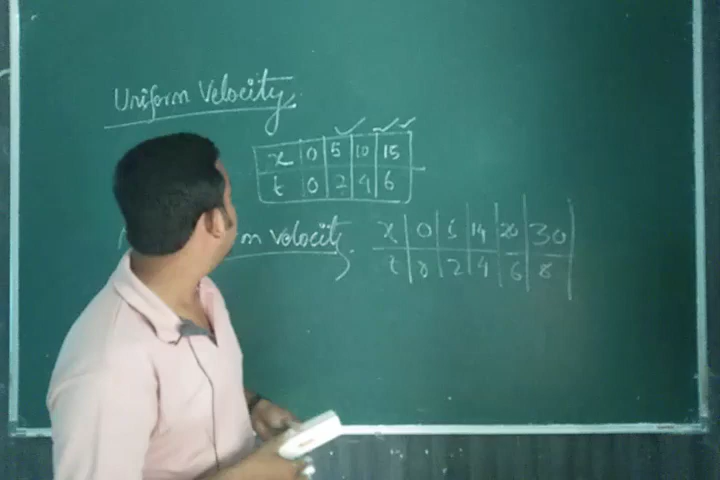 Uniform Velocity
x 0 5 10 15
t 0 2 4 6
m velocity
x 0 5 14 20 30
t 0 2 4 6 8